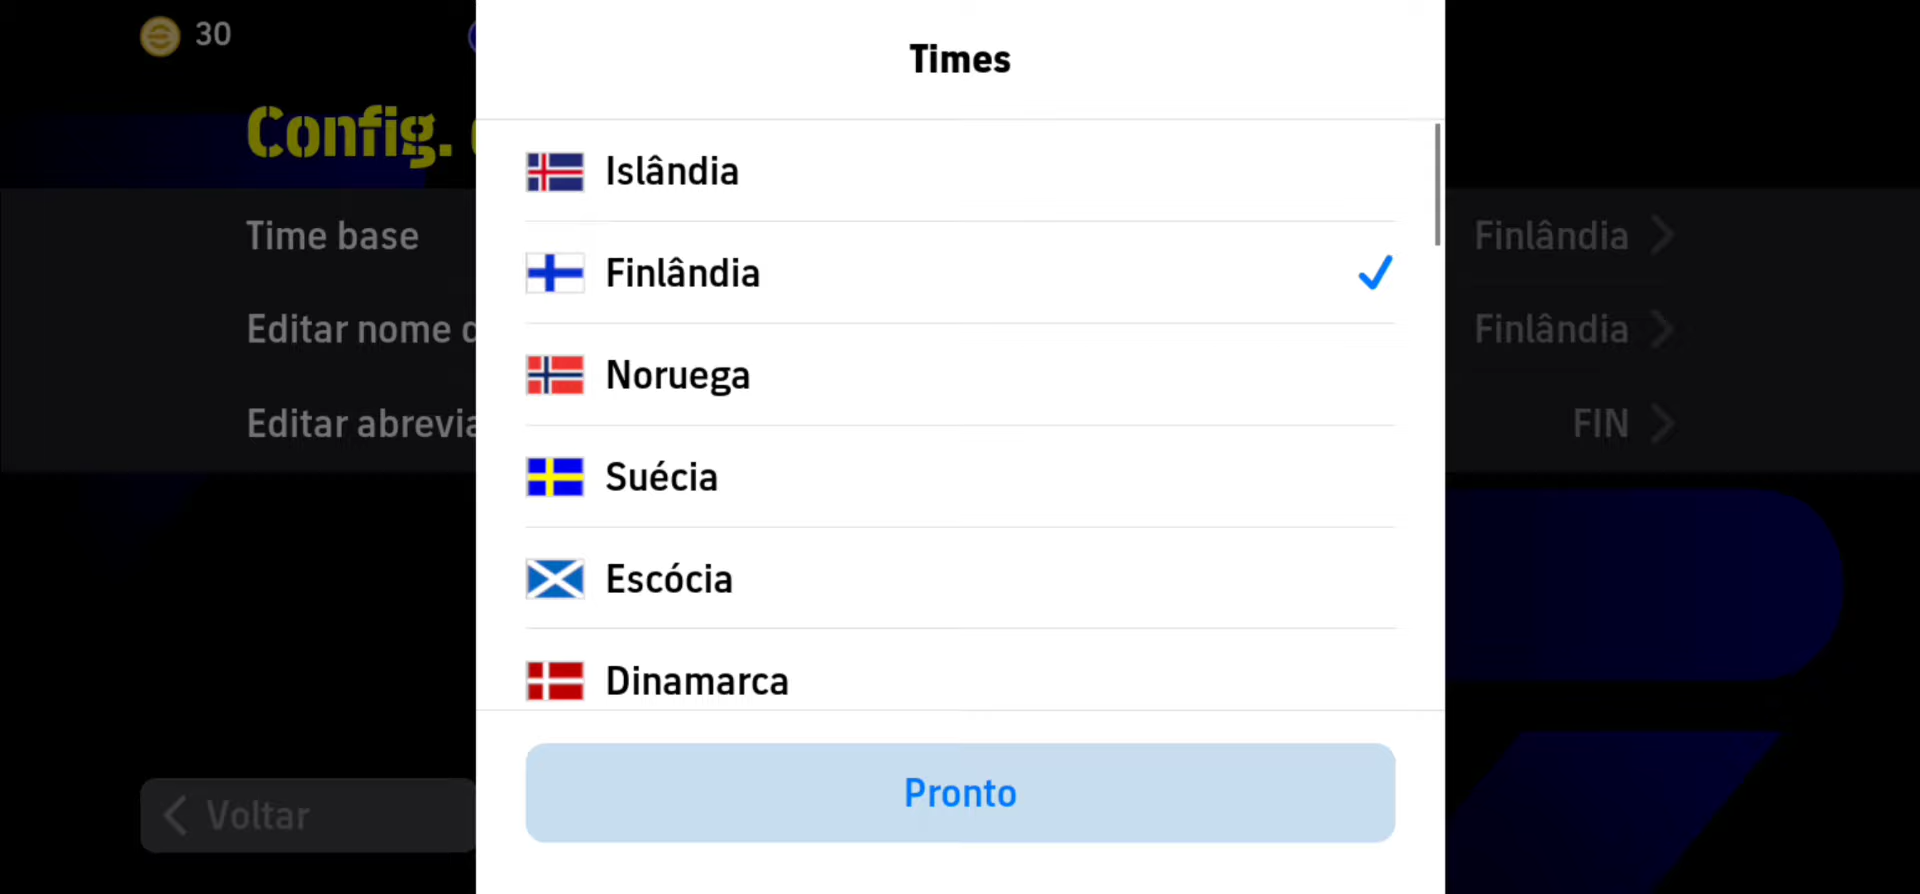 30
Times
Config.
Islândia
Time base
Finlândia
Finlândia
Editar nome
Finlândia
Noruega
Editar
FIN
Suécia
Escócia
Dinamarca
Pronto
Voltar